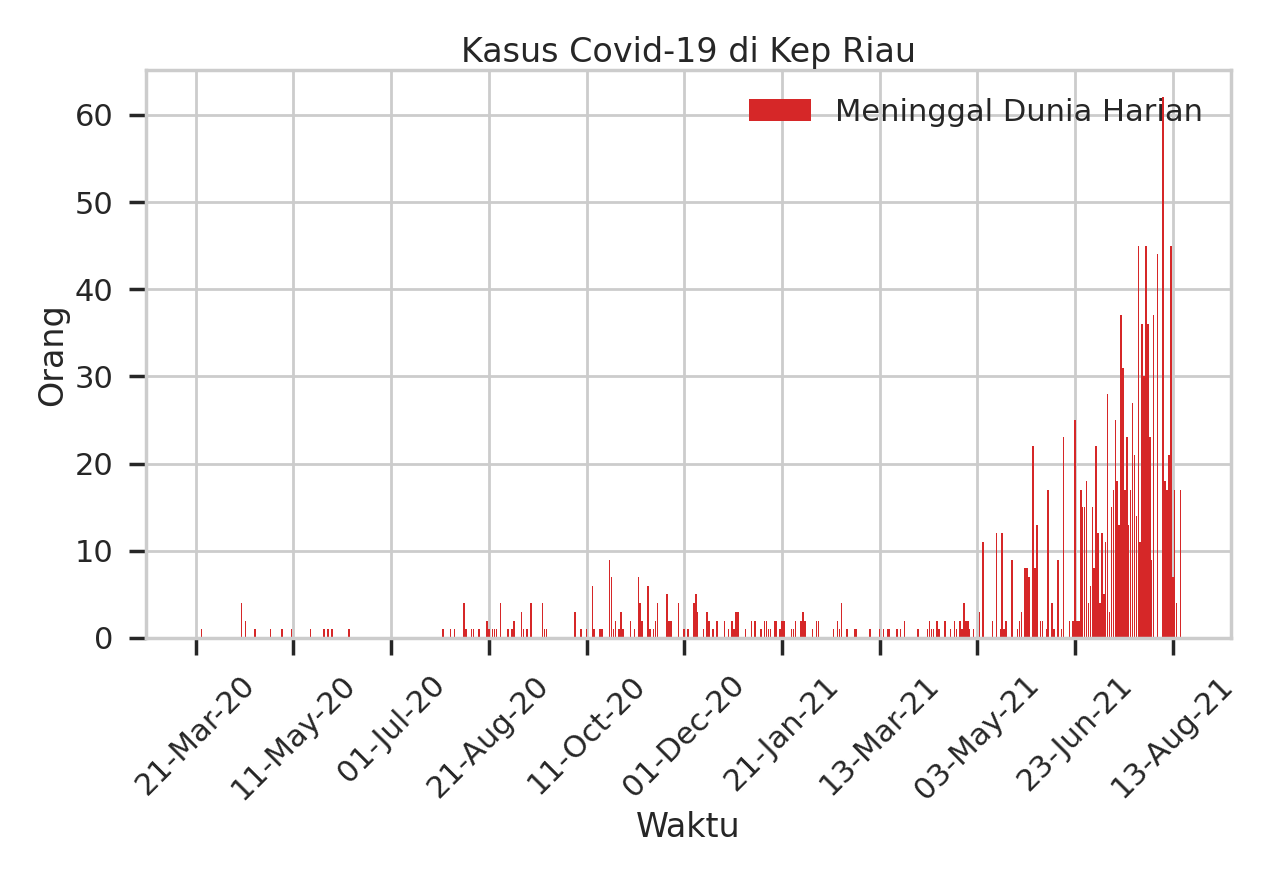 Kasus Covid-19 di Kep Riau
Meninggal Dunia Harian
60
50
40
30
20
10
0
Orang
21-Mar-20
11-May-20
01-Jul-20
21-Aug-20
11-Oct-20
01-Dec-20
21-Jan-21
13-Mar-21
03-May-21
23-Jun-21
13-Aug-21
Waktu